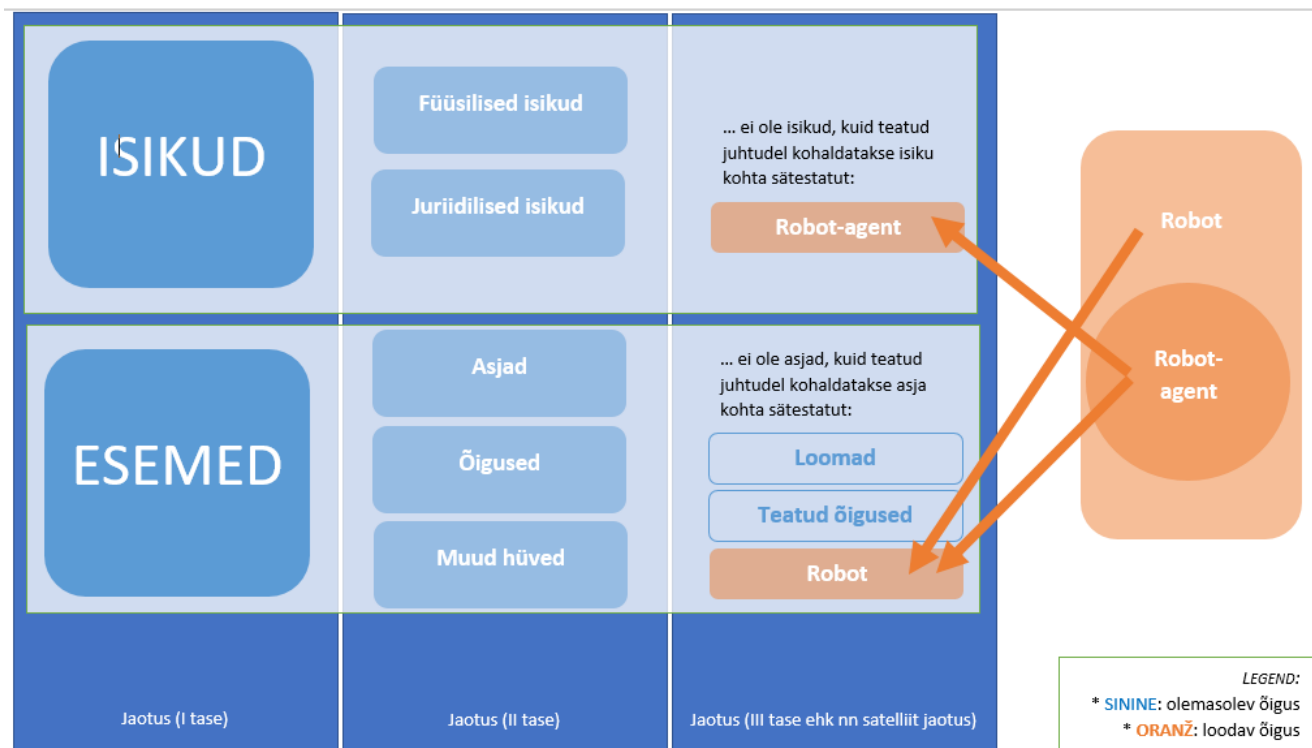 ISIKUD
Füüsilised isikud
Juriidilised isikud
... ei ole isikud, kuid teatud
juhtudel kohaldatakse isiku
kohta sätestatut:
Robot-agent
Robot
Robot-
agent
ESEMED
Asjad
Õigused
Muud hüved
... ei ole asjad, kuid teatud
juhtudel kohaldatakse asja
kohta sätestatut:
Loomad
Teatud õigused
Robot
Jaotus (I tase)
Jaotus (II tase)
Jaotus (III tase ehk nn satelliit jaotus)
LEGEND:
* SININE: olemasolev õigus
* ORANŽ: loodav õigus